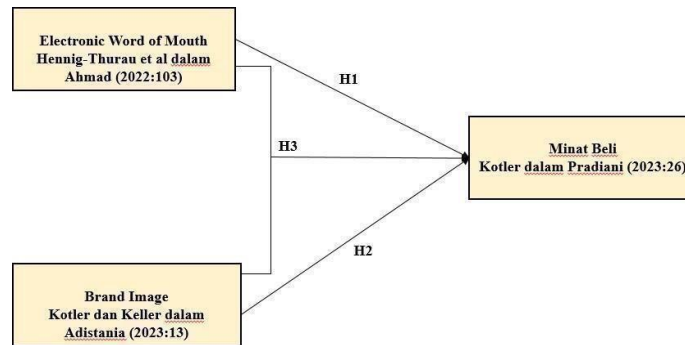 Electronic Word of Mouth
Hennig-Thurau et al dalam
Ahmad (2022:103)
H1
Minat Beli
Kotler dalam Pradiani (2023:26)
H3
H2
Brand Image
Kotler dan Keller dalam
Adistania (2023:13)